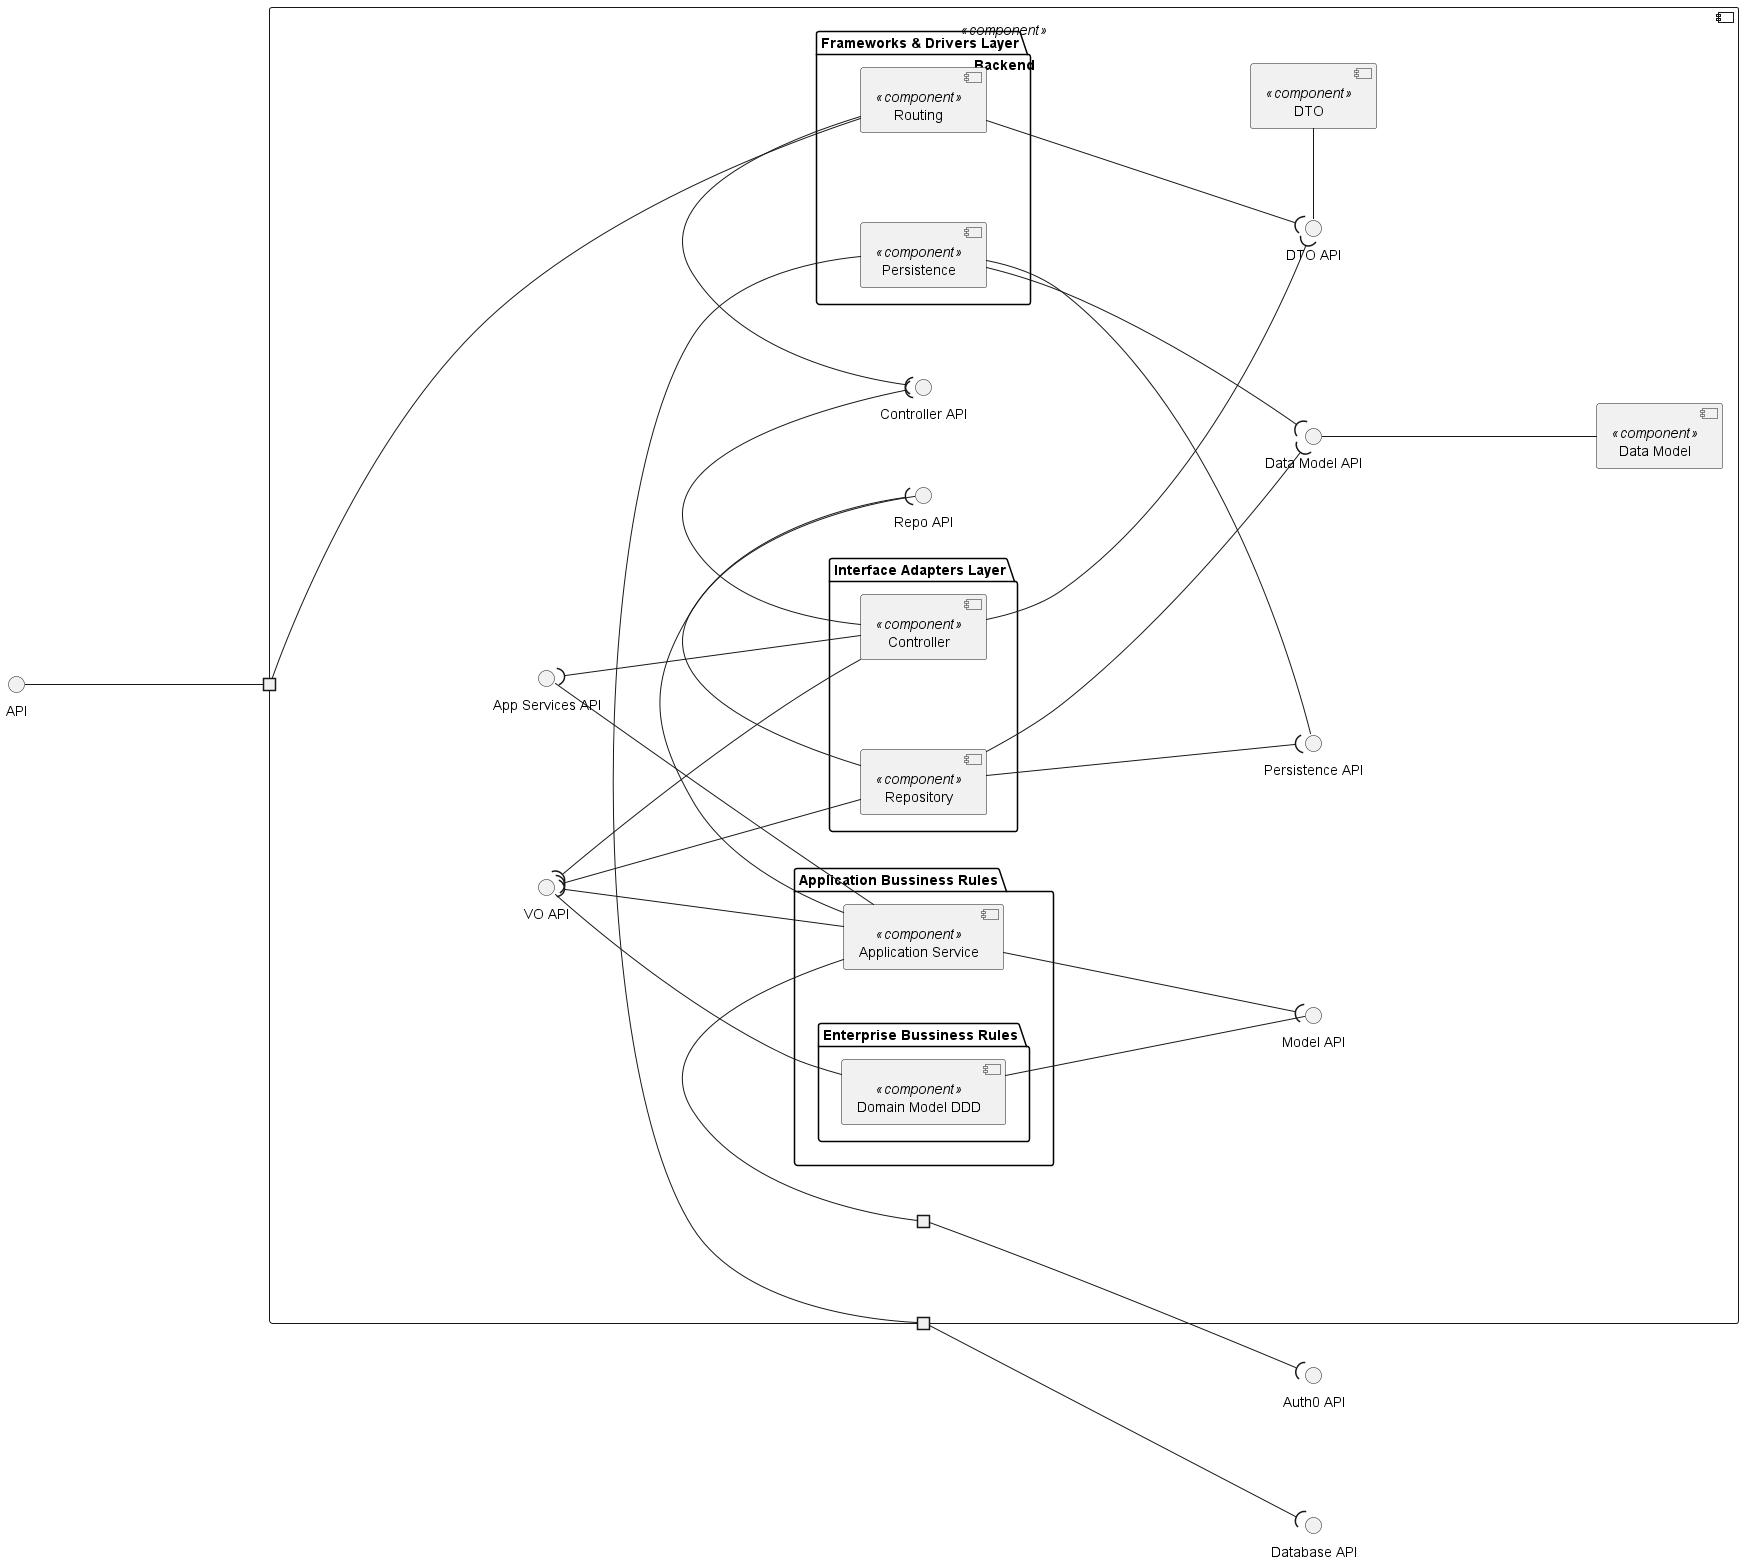 «component»
Backend
Frameworks & Drivers Layer
«component»
Routing
«component»
DTO
«component»
Persistence
DTO API
Controller API
«component»
Data Model
Data Model API
Repo API
Interface Adapters Layer
«component»
Controller
App Services API
API
«component»
Repository
Persistence API
Application Bussiness Rules
VO API
«component»
Application Service
Enterprise Bussiness Rules
Model API
«component»
Domain Model DDD
Auth0 API
Database API